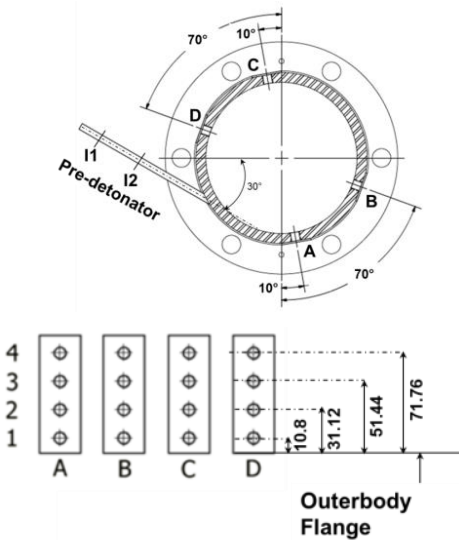 10°
70°
C
D
I1
I2
Pre-detonator
30°
B
A
70°
10°
4
3
2
1
A
B
C
D
10.8
31.12
51.44
71.76
Outerbody
Flange